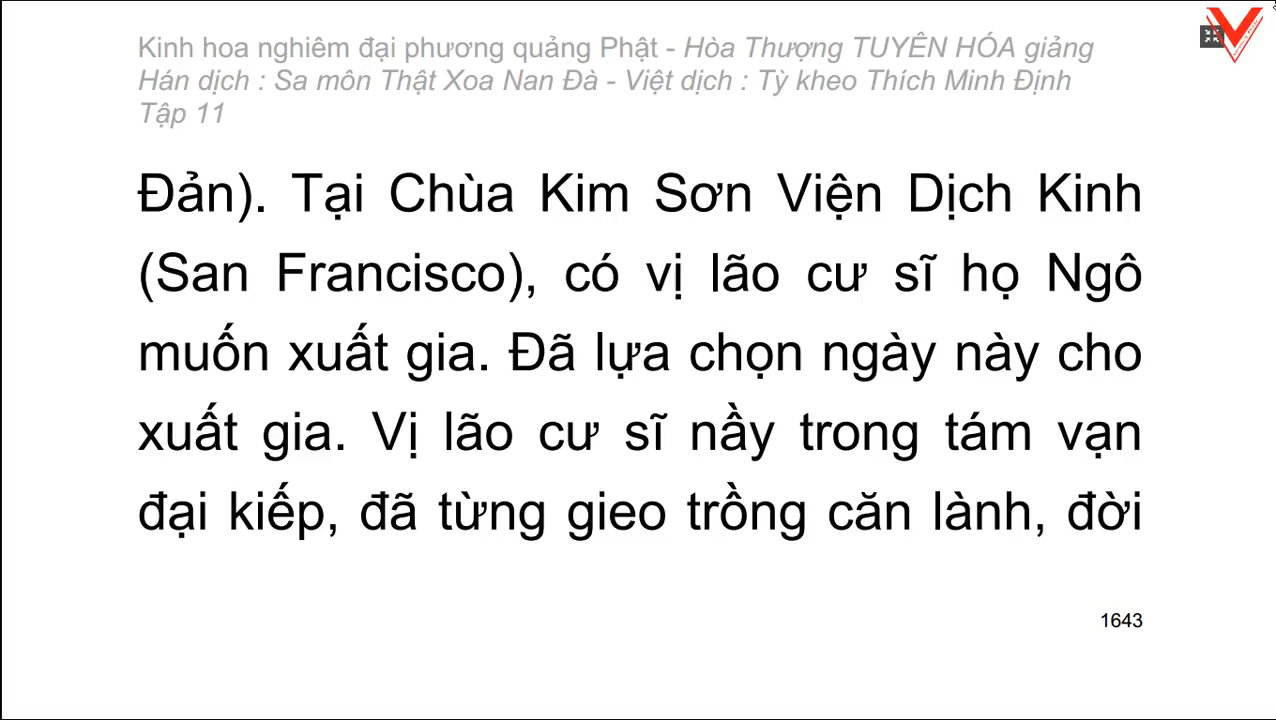 Kinh hoa nghiêm đại phương quảng Phật - Hòa Thượng TUYÊN HÓA giảng
Hán dịch : Sa môn Thật Xoa Nan Đà - Việt dịch : Tỳ kheo Thích Minh Định
Tập 11
Đản). Tại Chùa Kim Sơn Viện Dịch Kinh
(San Francisco), có vị lão cư sĩ họ Ngô
muốn xuất gia. Đã lựa chọn ngày này cho
xuất gia. Vị lão cư sĩ nầy trong tám vạn
đại kiếp, đã từng gieo trồng căn lành, đời
1643